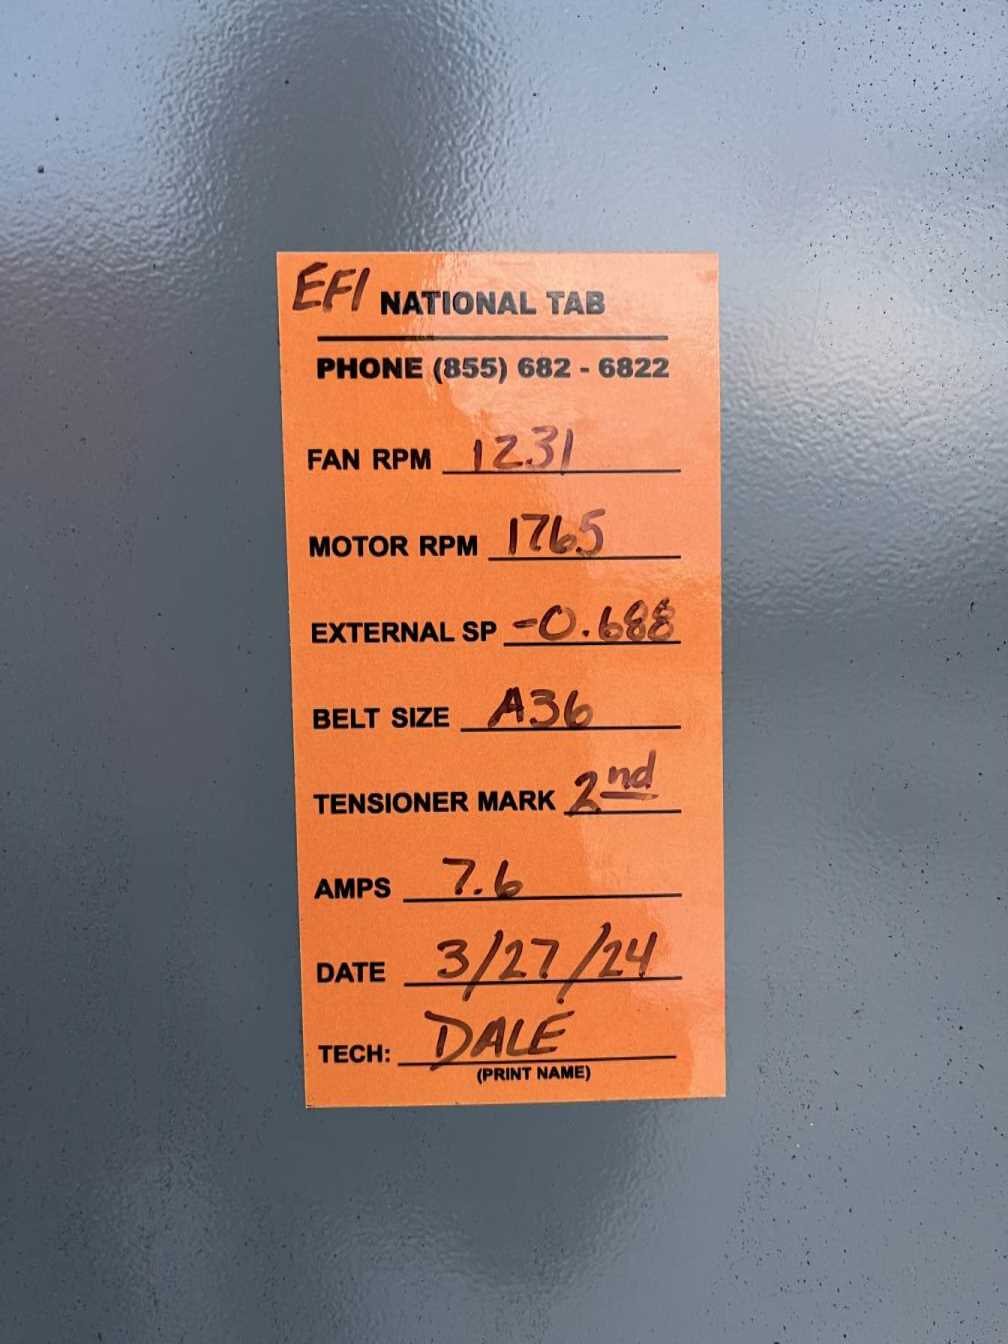 EF1 NATIONAL TAB
PHONE (855) 682 - 6822
FAN RPM 1231
MOTOR RPM 1765
EXTERNAL SP -0.688
BELT SIZE A36
TENSIONER MARK 2nd
AMPS 7.6
DATE 3/27/24
TECH: DALE
(PRINT NAME)